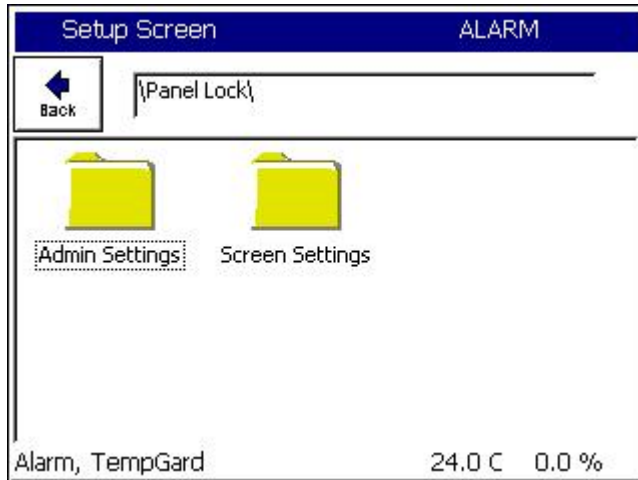 Setup Screen ALARM
Back
\Panel Lock\
Admin Settings Screen Settings
Alarm, TempGard 24.0 C 0.0 %